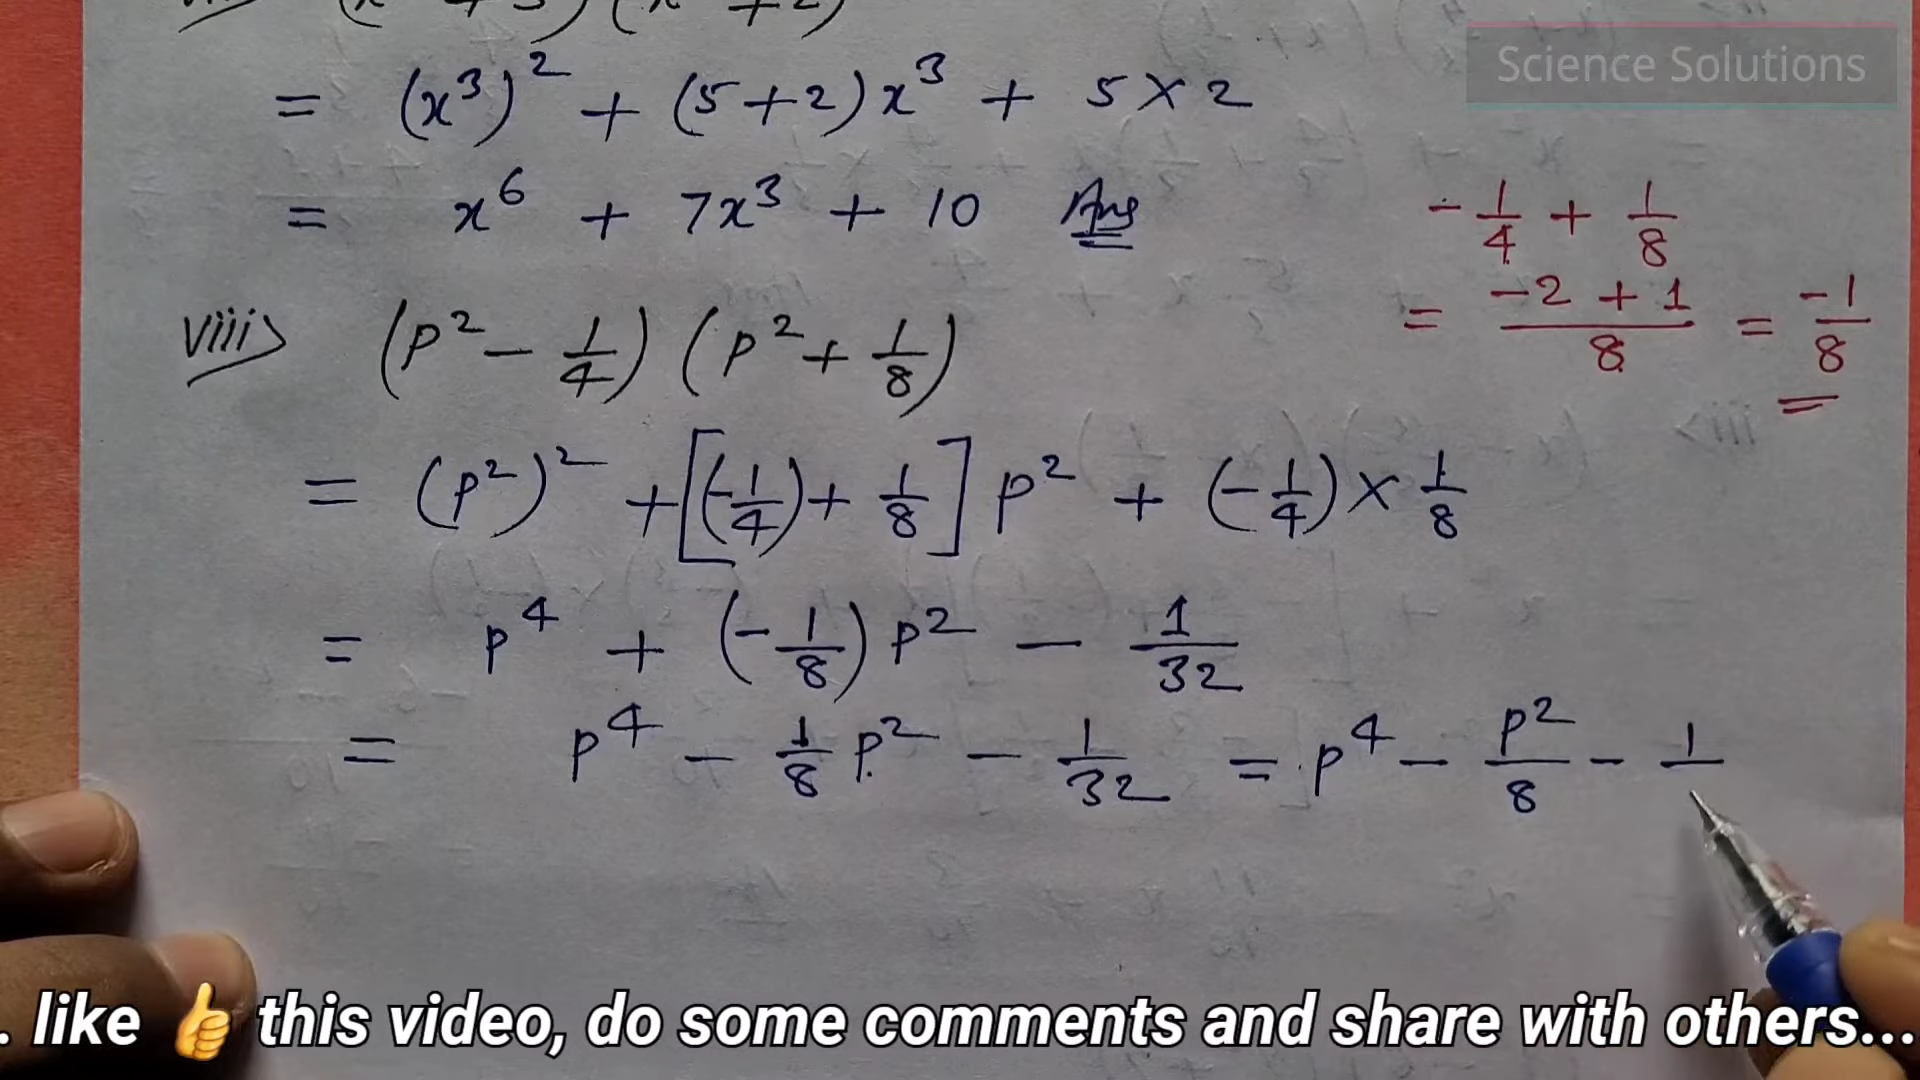 Science Solutions
= (x³)² + (5+2)x³ + 5×2
= x⁶ + 7x³ + 10 Ans
-1/4 + 1/8
= (-2+1)/8 = -1/8
viii> (p² - 1/4) (p² + 1/8)
= (p²)² + [(-1/4) + 1/8] p² + (-1/4) × 1/8
= p⁴ + (-1/8) p² - 1/32
= p⁴ - 1/8 p² - 1/32 = p⁴ - p²/8 - 1/
. like 👍 this video, do some comments and share with others...